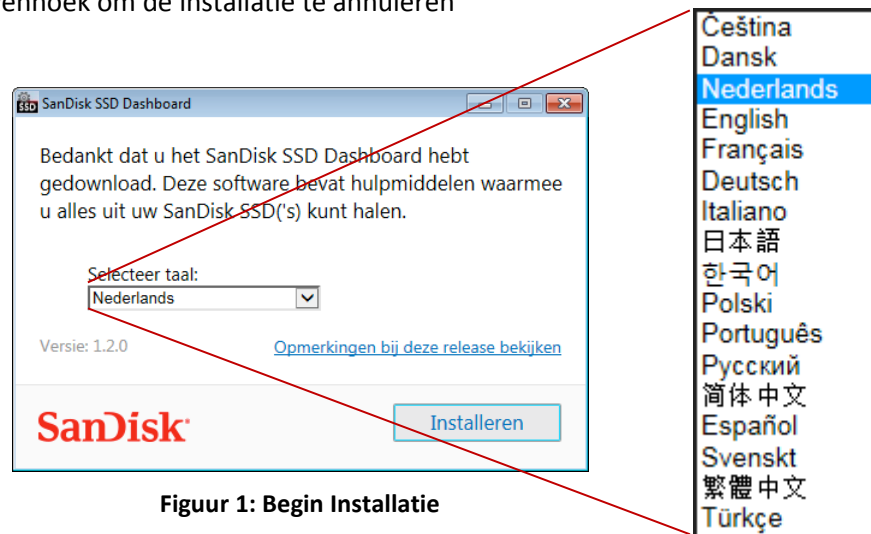 enhoek om de installatie te annuleren
SSD SanDisk SSD Dashboard
Bedankt dat u het SanDisk SSD Dashboard hebt
gedownload. Deze software bevat hulpmiddelen waarmee
u alles uit uw SanDisk SSD('s) kunt halen.
Selecteer taal:
Nederlands
Versie: 1.2.0
Opmerkingen bij deze release bekijken
SanDisk
Installeren
Figuur 1: Begin Installatie
Čeština
Dansk
Nederlands
English
Français
Deutsch
Italiano
日本語
한국어
Polski
Português
Русский
简体中文
Español
Svenskt
繁體中文
Türkçe